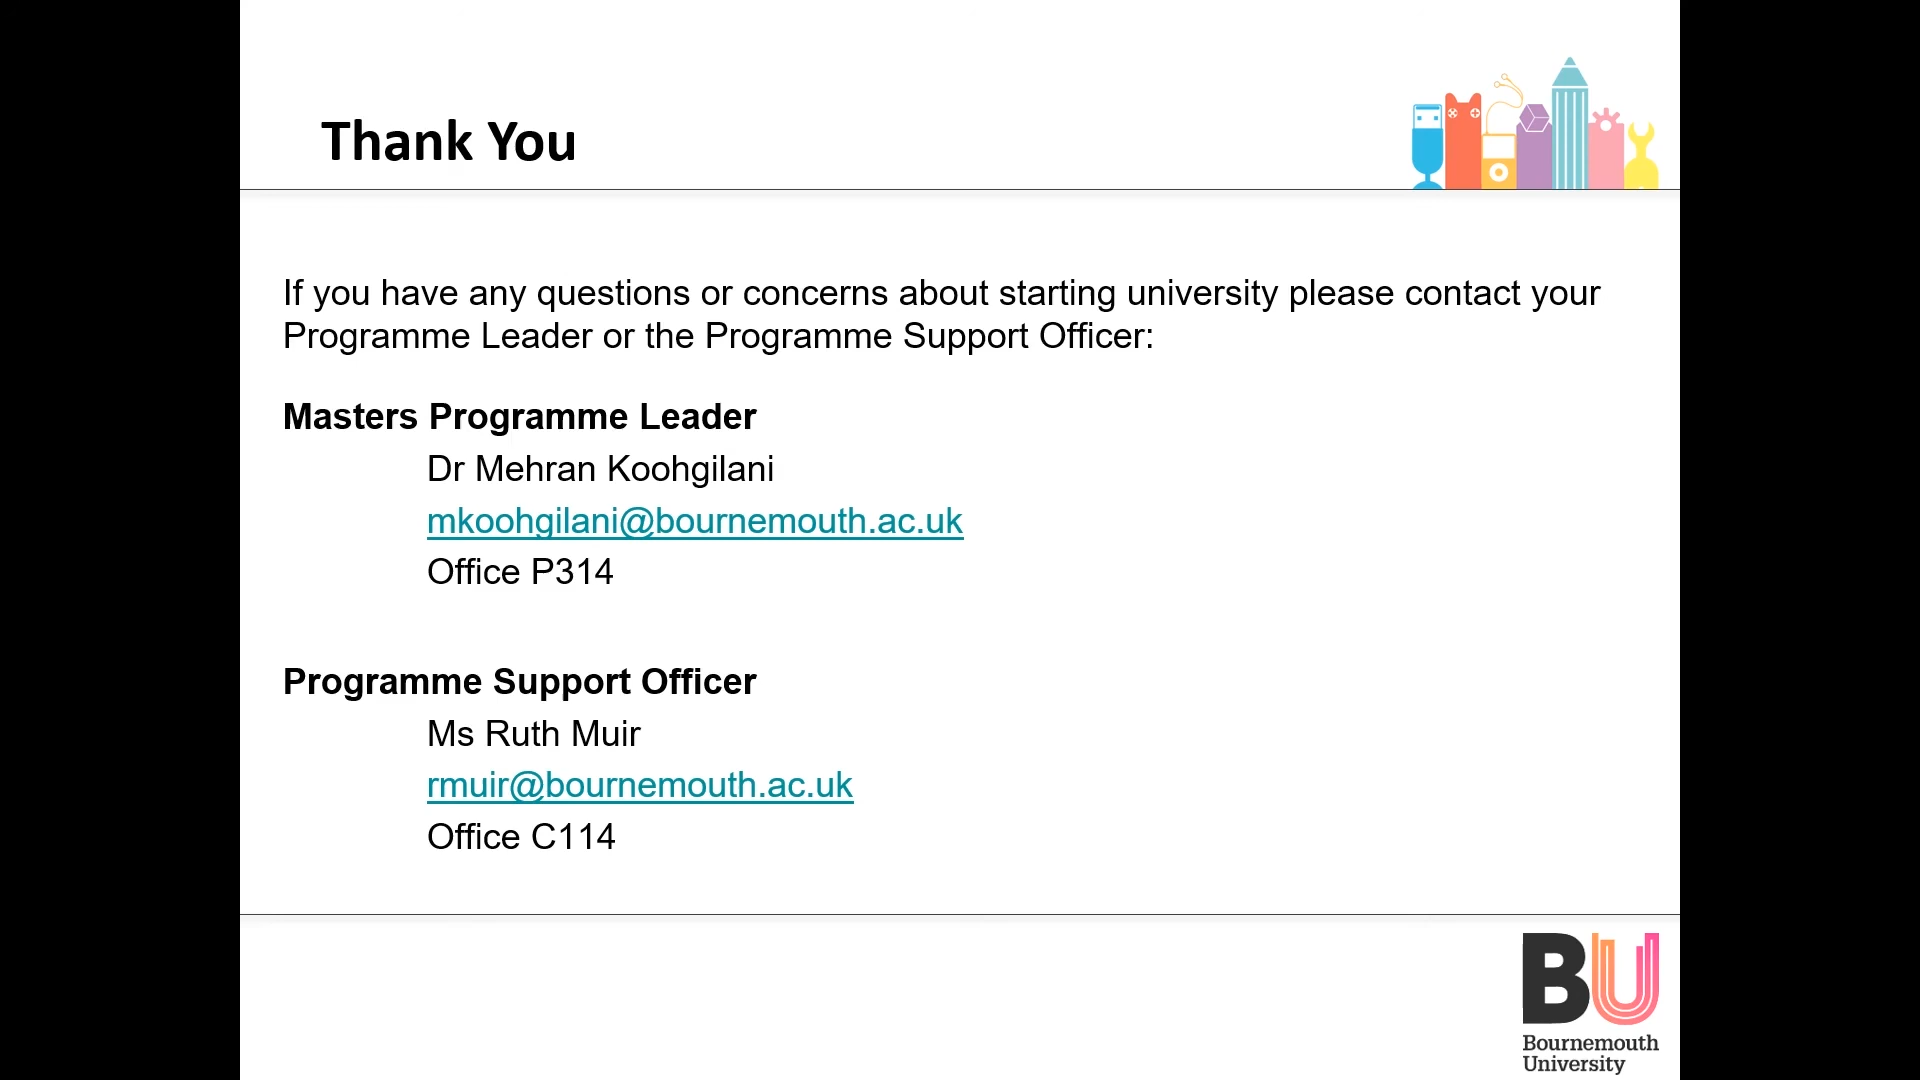 Thank You
If you have any questions or concerns about starting university please contact your
Programme Leader or the Programme Support Officer:
Masters Programme Leader
Dr Mehran Koohgilani
mkoohgilani@bournemouth.ac.uk
Office P314
Programme Support Officer
Ms Ruth Muir
rmuir@bournemouth.ac.uk
Office C114
BU
Bournemouth
University